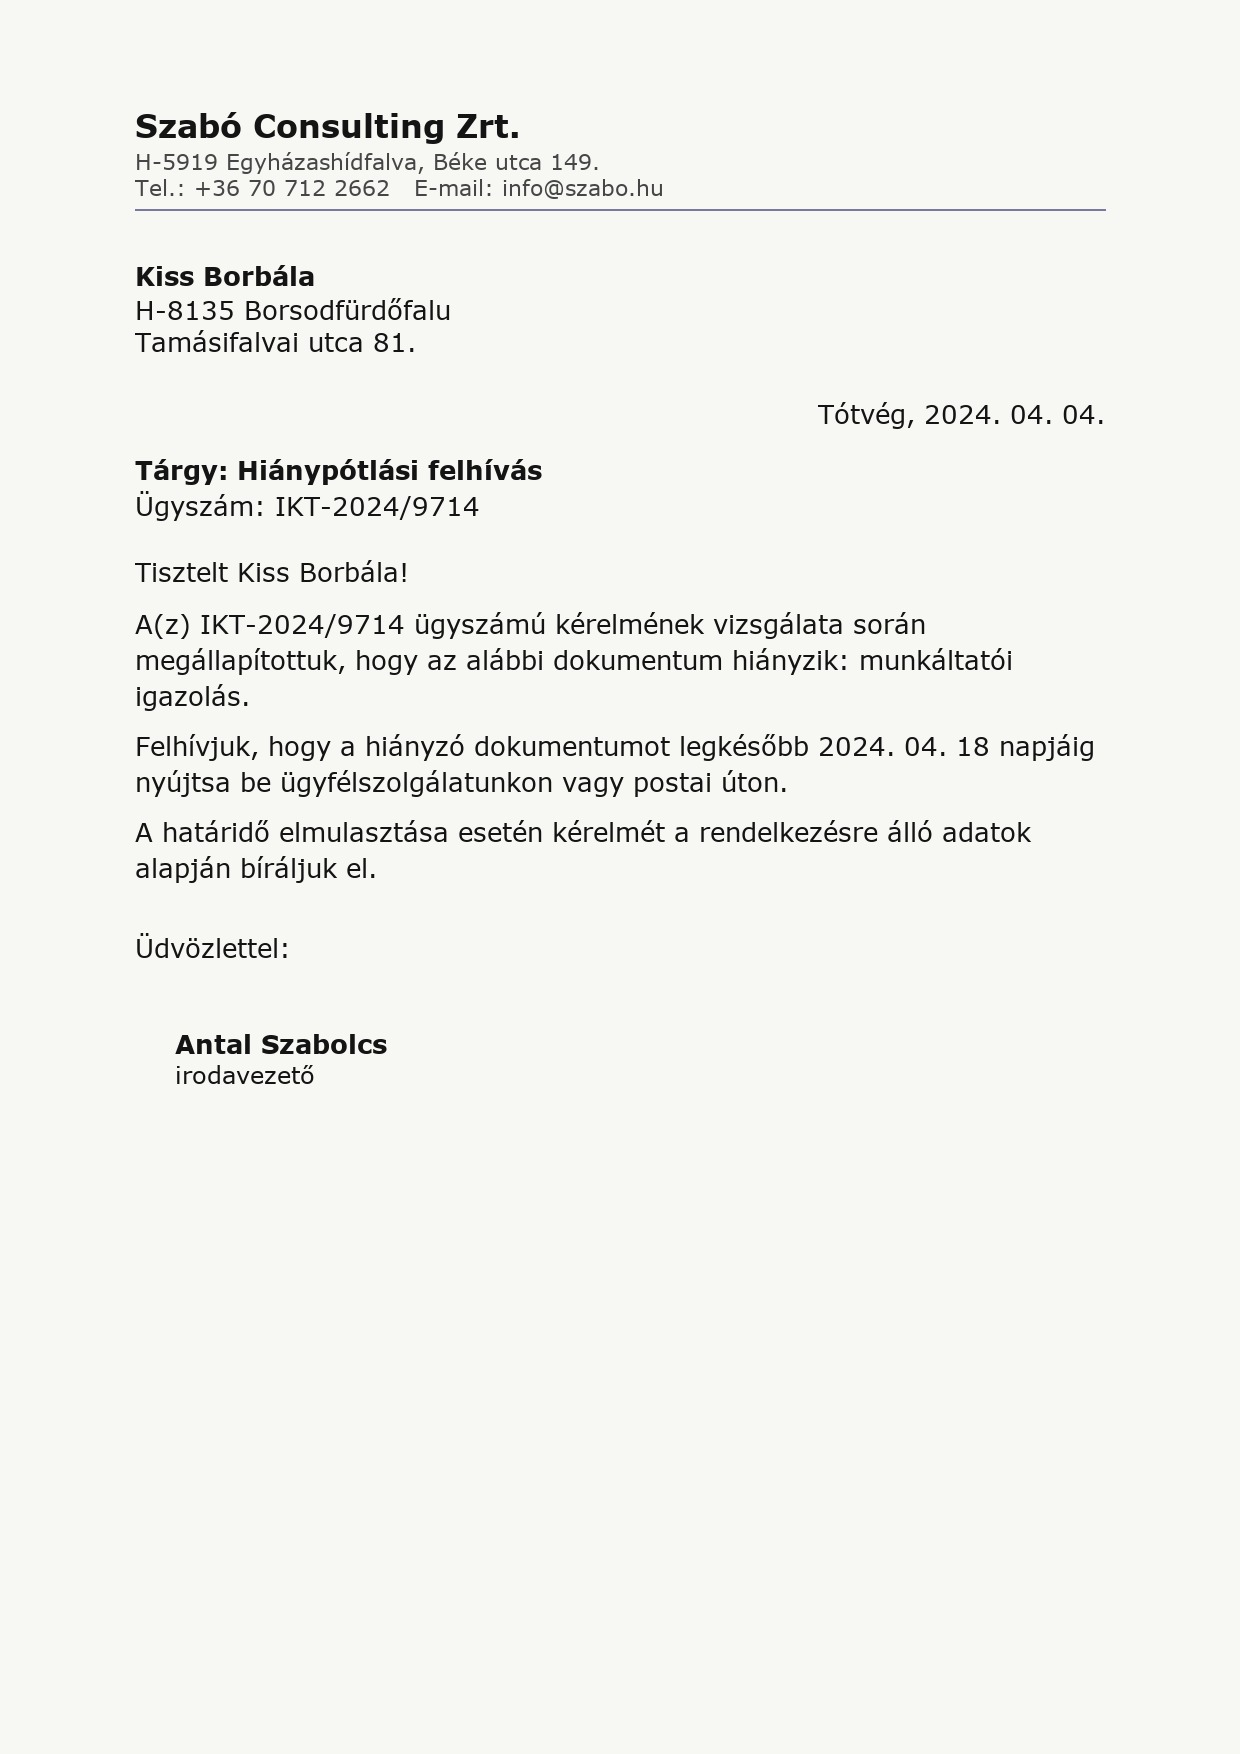 Szabó Consulting Zrt.
H-5919 Egyházashídfalva, Béke utca 149.
Tel.: +36 70 712 2662 E-mail: info@szabo.hu
Kiss Borbála
H-8135 Borsodfürdőfalu
Tamásifalvai utca 81.
Tótvég, 2024. 04. 04.
Tárgy: Hiánypótlási felhívás
Ügyszám: IKT-2024/9714
Tisztelt Kiss Borbála!
A(z) IKT-2024/9714 ügyszámú kérelmének vizsgálata során
megállapítottuk, hogy az alábbi dokumentum hiányzik: munkáltatói
igazolás.
Felhívjuk, hogy a hiányzó dokumentumot legkésőbb 2024. 04. 18 napjáig
nyújtsa be ügyfélszolgálatunkon vagy postai úton.
A határidő elmulasztása esetén kérelmét a rendelkezésre álló adatok
alapján bíráljuk el.
Üdvözlettel:
Antal Szabolcs
irodavezető